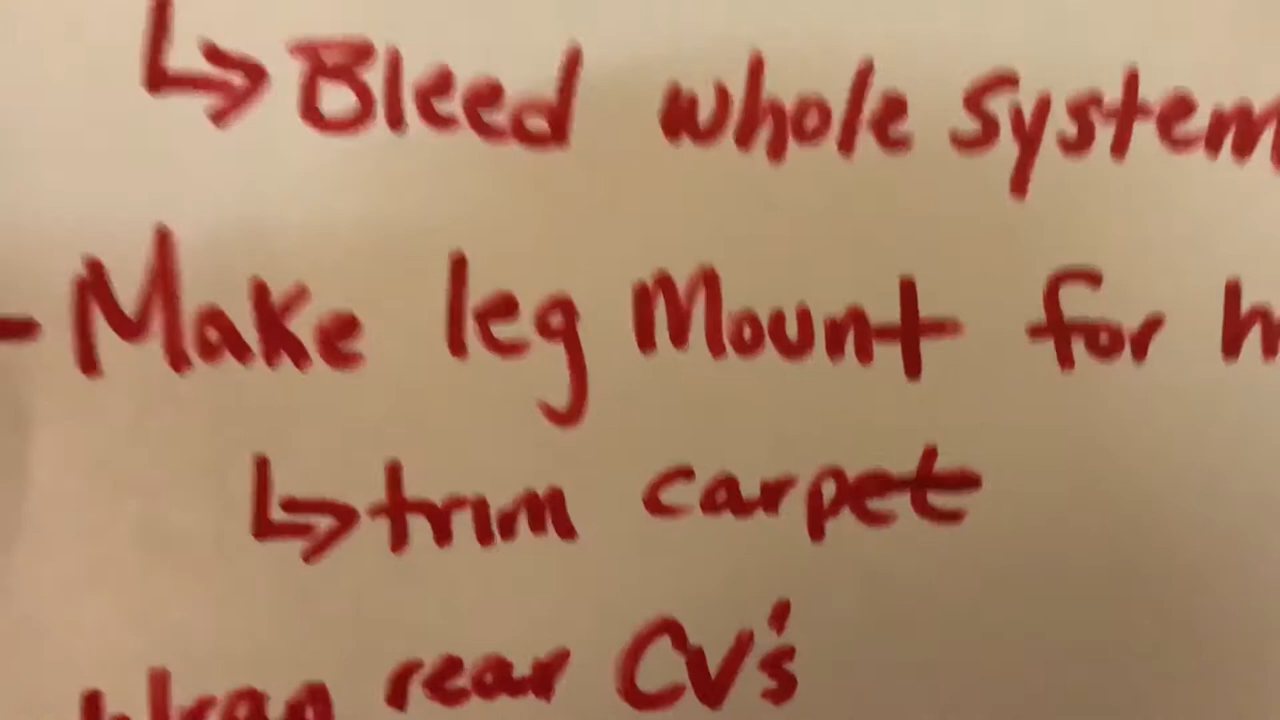 ↳ Bleed whole system
- Make leg Mount for
↳ trim carpet
rear CV's